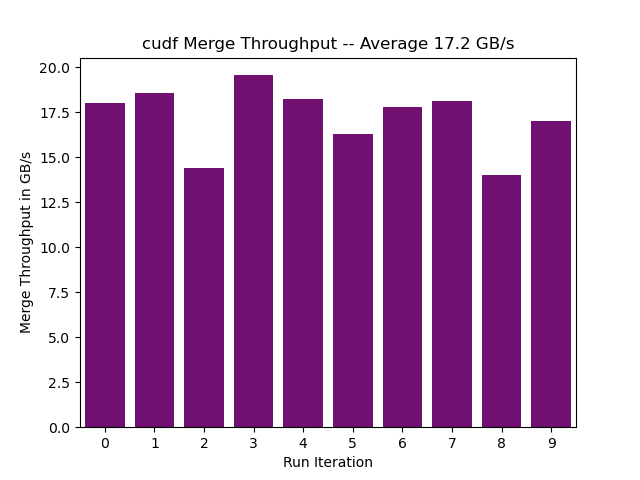 cudf Merge Throughput -- Average 17.2 GB/s
20.0
17.5
15.0
12.5
10.0
7.5
5.0
2.5
0.0
Merge Throughput in GB/s
0 1 2 3 4 5 6 7 8 9
Run Iteration